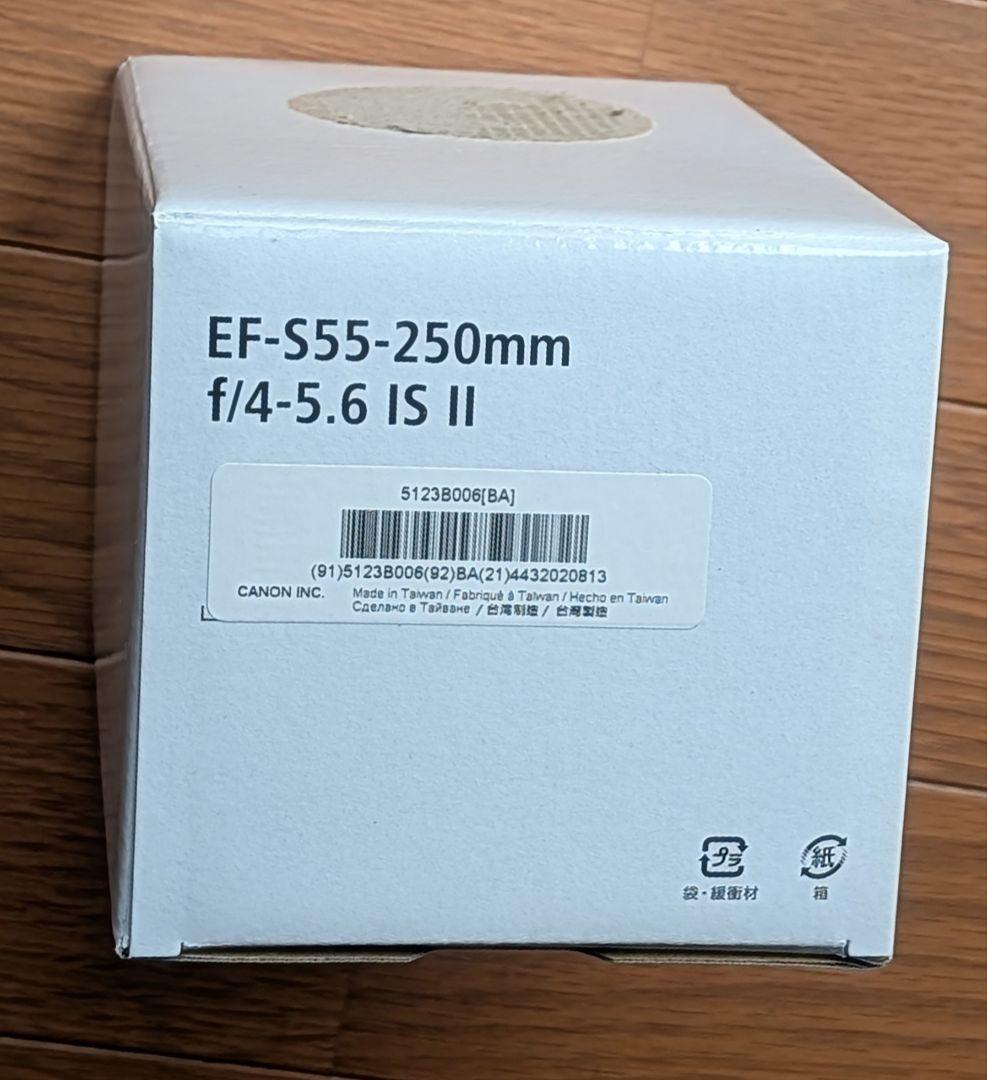 EF-S55-250mm
f/4-5.6 IS II
5123B006[BA]
(91)5123B006(92)BA(21)4432020813
CANON INC.
Made in Taiwan / Fabriqué à Taïwan / Hecho en Taiwan
Сделано в Тайване / 台湾制造 / 台灣製造
プラ
袋・緩衝材
紙
箱